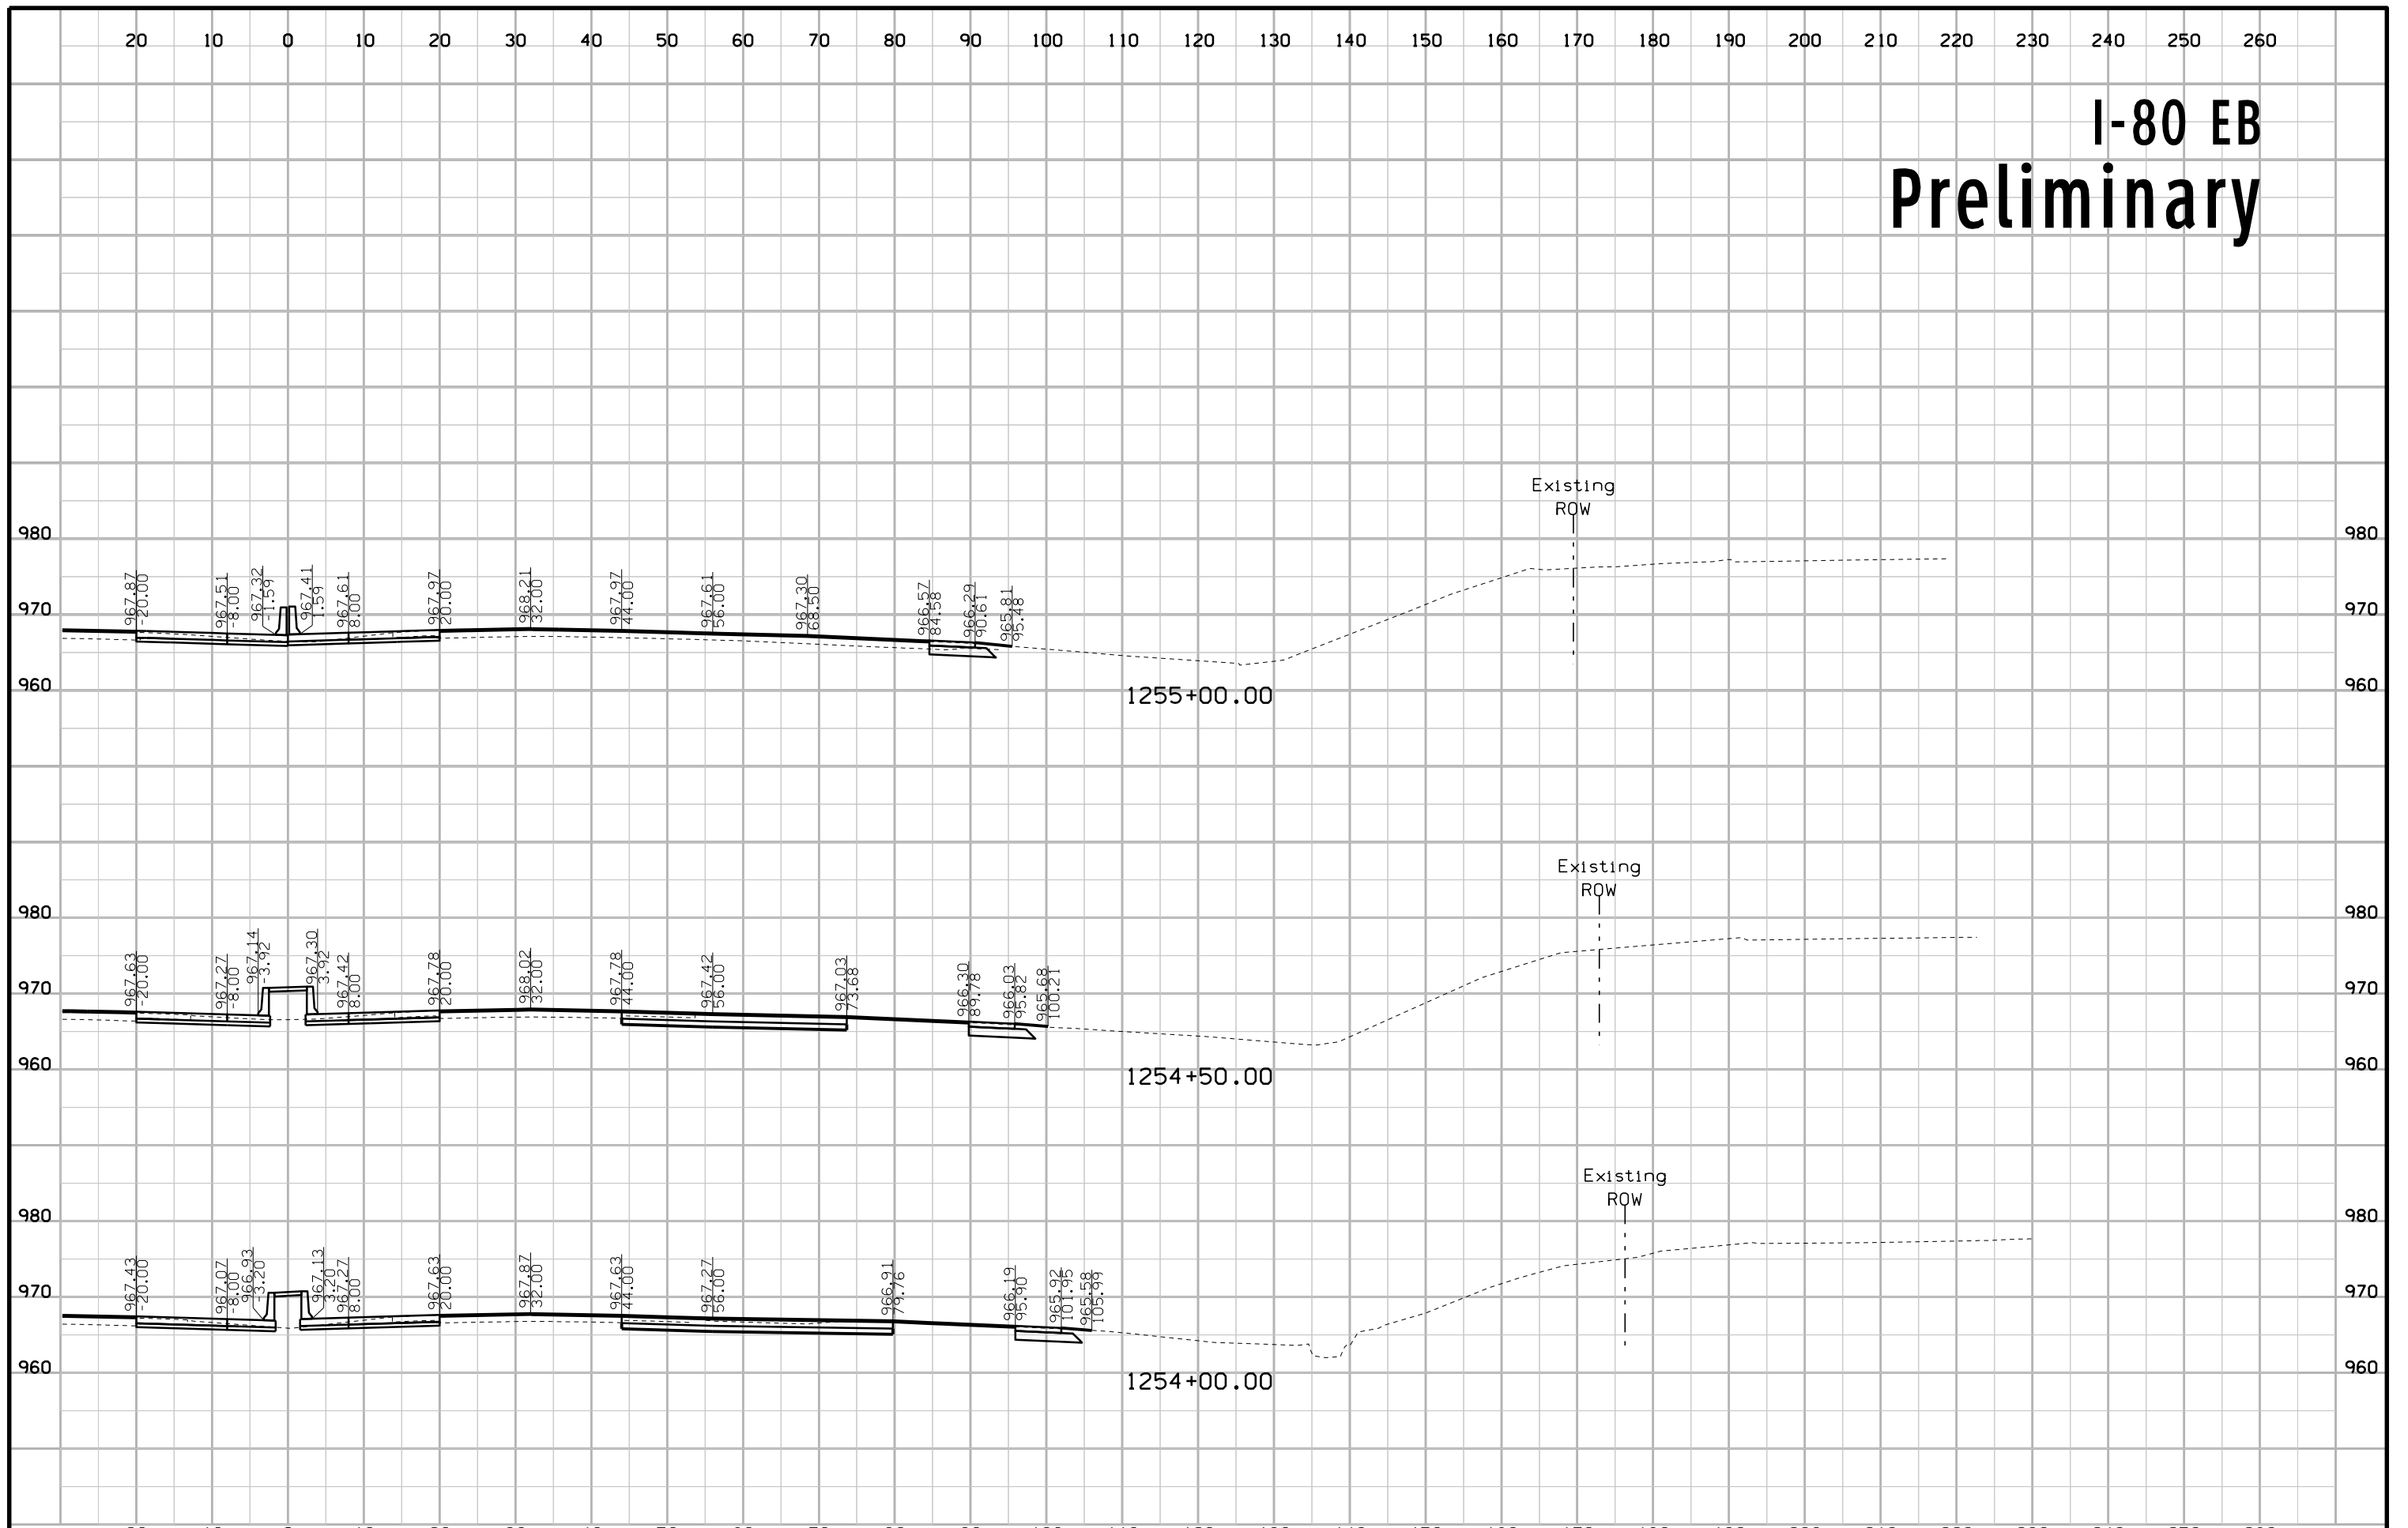 20 10 0 10 20 30 40 50 60 70 80 90 100 110 120 130 140 150 160 170 180 190 200 210 220 230 240 250 260
I-80 EB
Preliminary
Existing
ROW
980 980
967.87 -20.00 967.51 -8.00 967.32 -1.59 967.41 1.59 967.61 8.00 967.97 20.00 968.21 32.00 967.97 44.00 967.61 56.00 967.30 68.50 966.57 84.58 966.29 90.61 965.81 95.48
970 970
960 960
1255+00.00
Existing
ROW
980 980
967.63 -20.00 967.27 -8.00 967.14 -3.92 967.30 3.92 967.42 8.00 967.78 20.00 968.02 32.00 967.78 44.00 967.42 56.00 967.03 73.68 966.30 89.78 966.03 95.82 965.68 100.21
970 970
960 960
1254+50.00
Existing
ROW
980 980
967.43 -20.00 967.07 -8.00 966.93 -3.20 967.13 3.20 967.27 8.00 967.63 20.00 967.87 32.00 967.63 44.00 967.27 56.00 966.91 79.76 966.19 95.90 965.92 101.95 965.58 105.99
970 970
960 960
1254+00.00